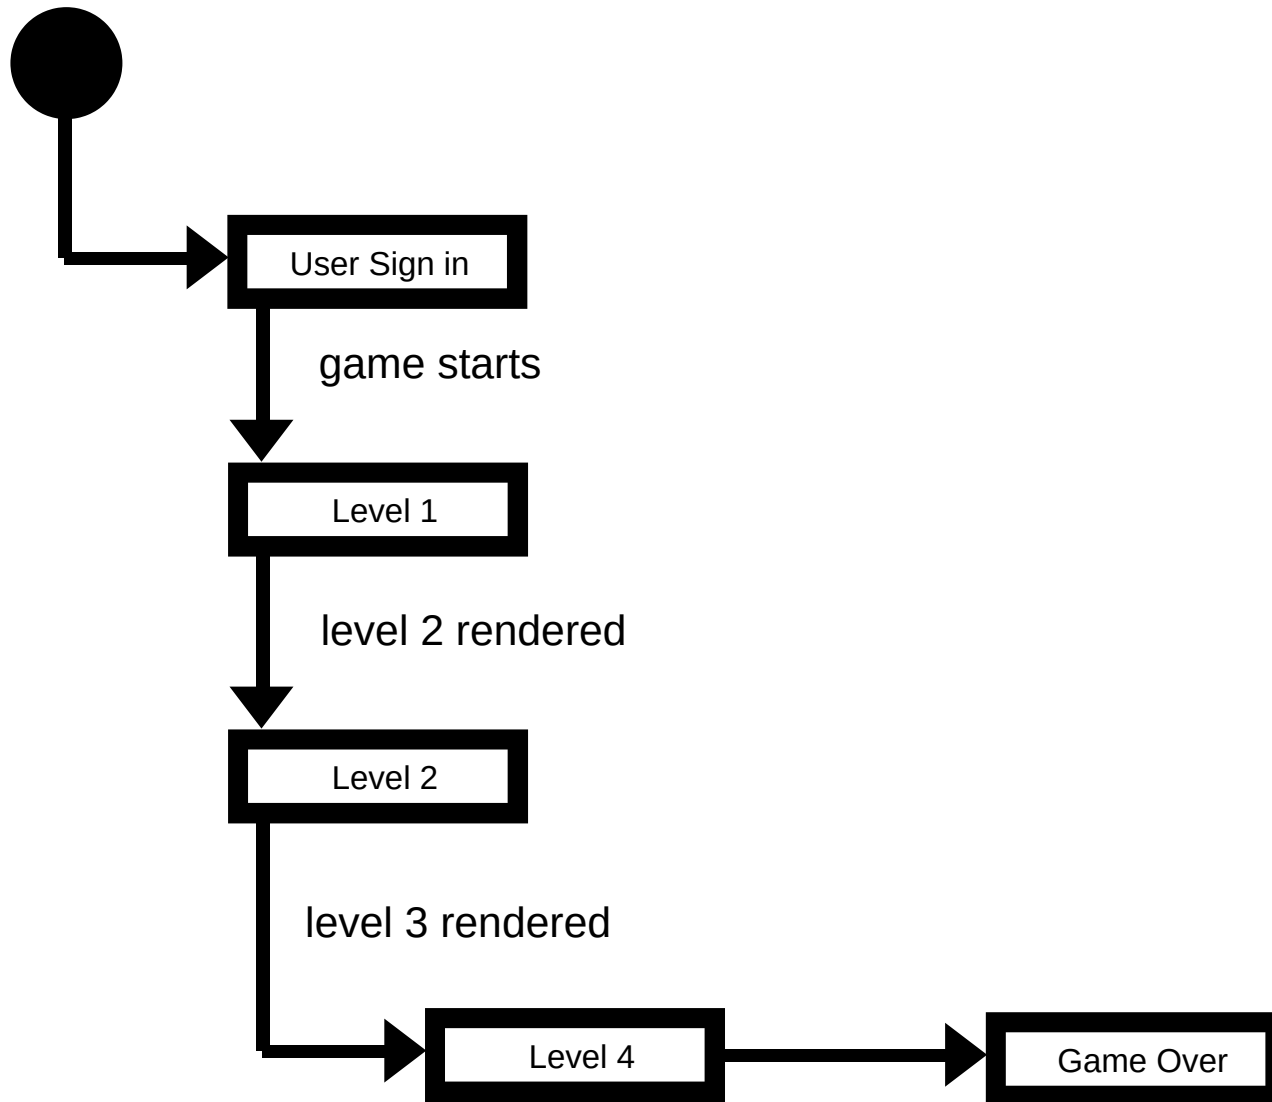 User Sign in
game starts
Level 1
level 2 rendered
Level 2
level 3 rendered
Level 4
Game Over